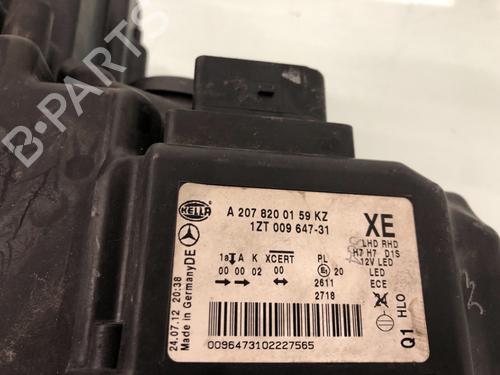 HELLA
A 207 820 01 59 KZ
1ZT 009 647-31
XE
LHD RHD
H7 H7 D1S
12V LED
LED
ECE
1a A K XCERT PL
00 00 02 00 E1 20
2611
2718
Q1 HLO
24.07.12 20:38
Made in Germany DE
0096473102227565
B-PARTS